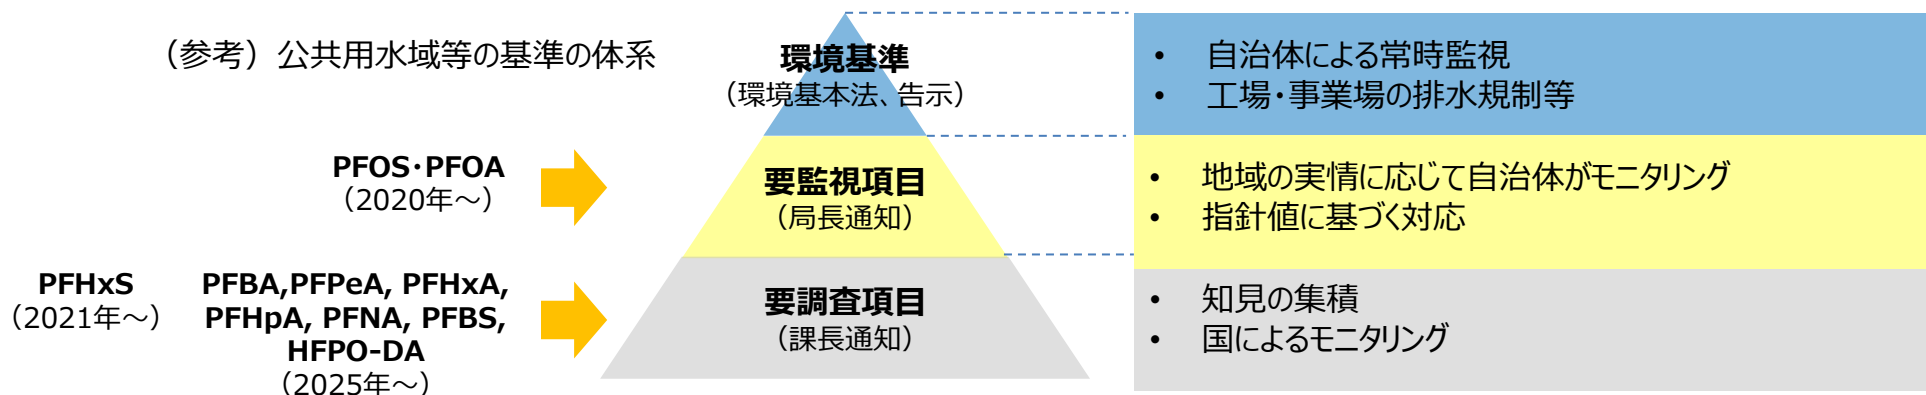 （参考）公共用水域等の基準の体系
環境基準
（環境基本法、告示）
• 自治体による常時監視
• 工場・事業場の排水規制等
PFOS・PFOA
（2020年～）
要監視項目
（局長通知）
• 地域の実情に応じて自治体がモニタリング
• 指針値に基づく対応
PFHxS
（2021年～）
PFBA,PFPeA, PFHxA,
PFHpA, PFNA, PFBS,
HFPO-DA
（2025年～）
要調査項目
（課長通知）
• 知見の集積
• 国によるモニタリング